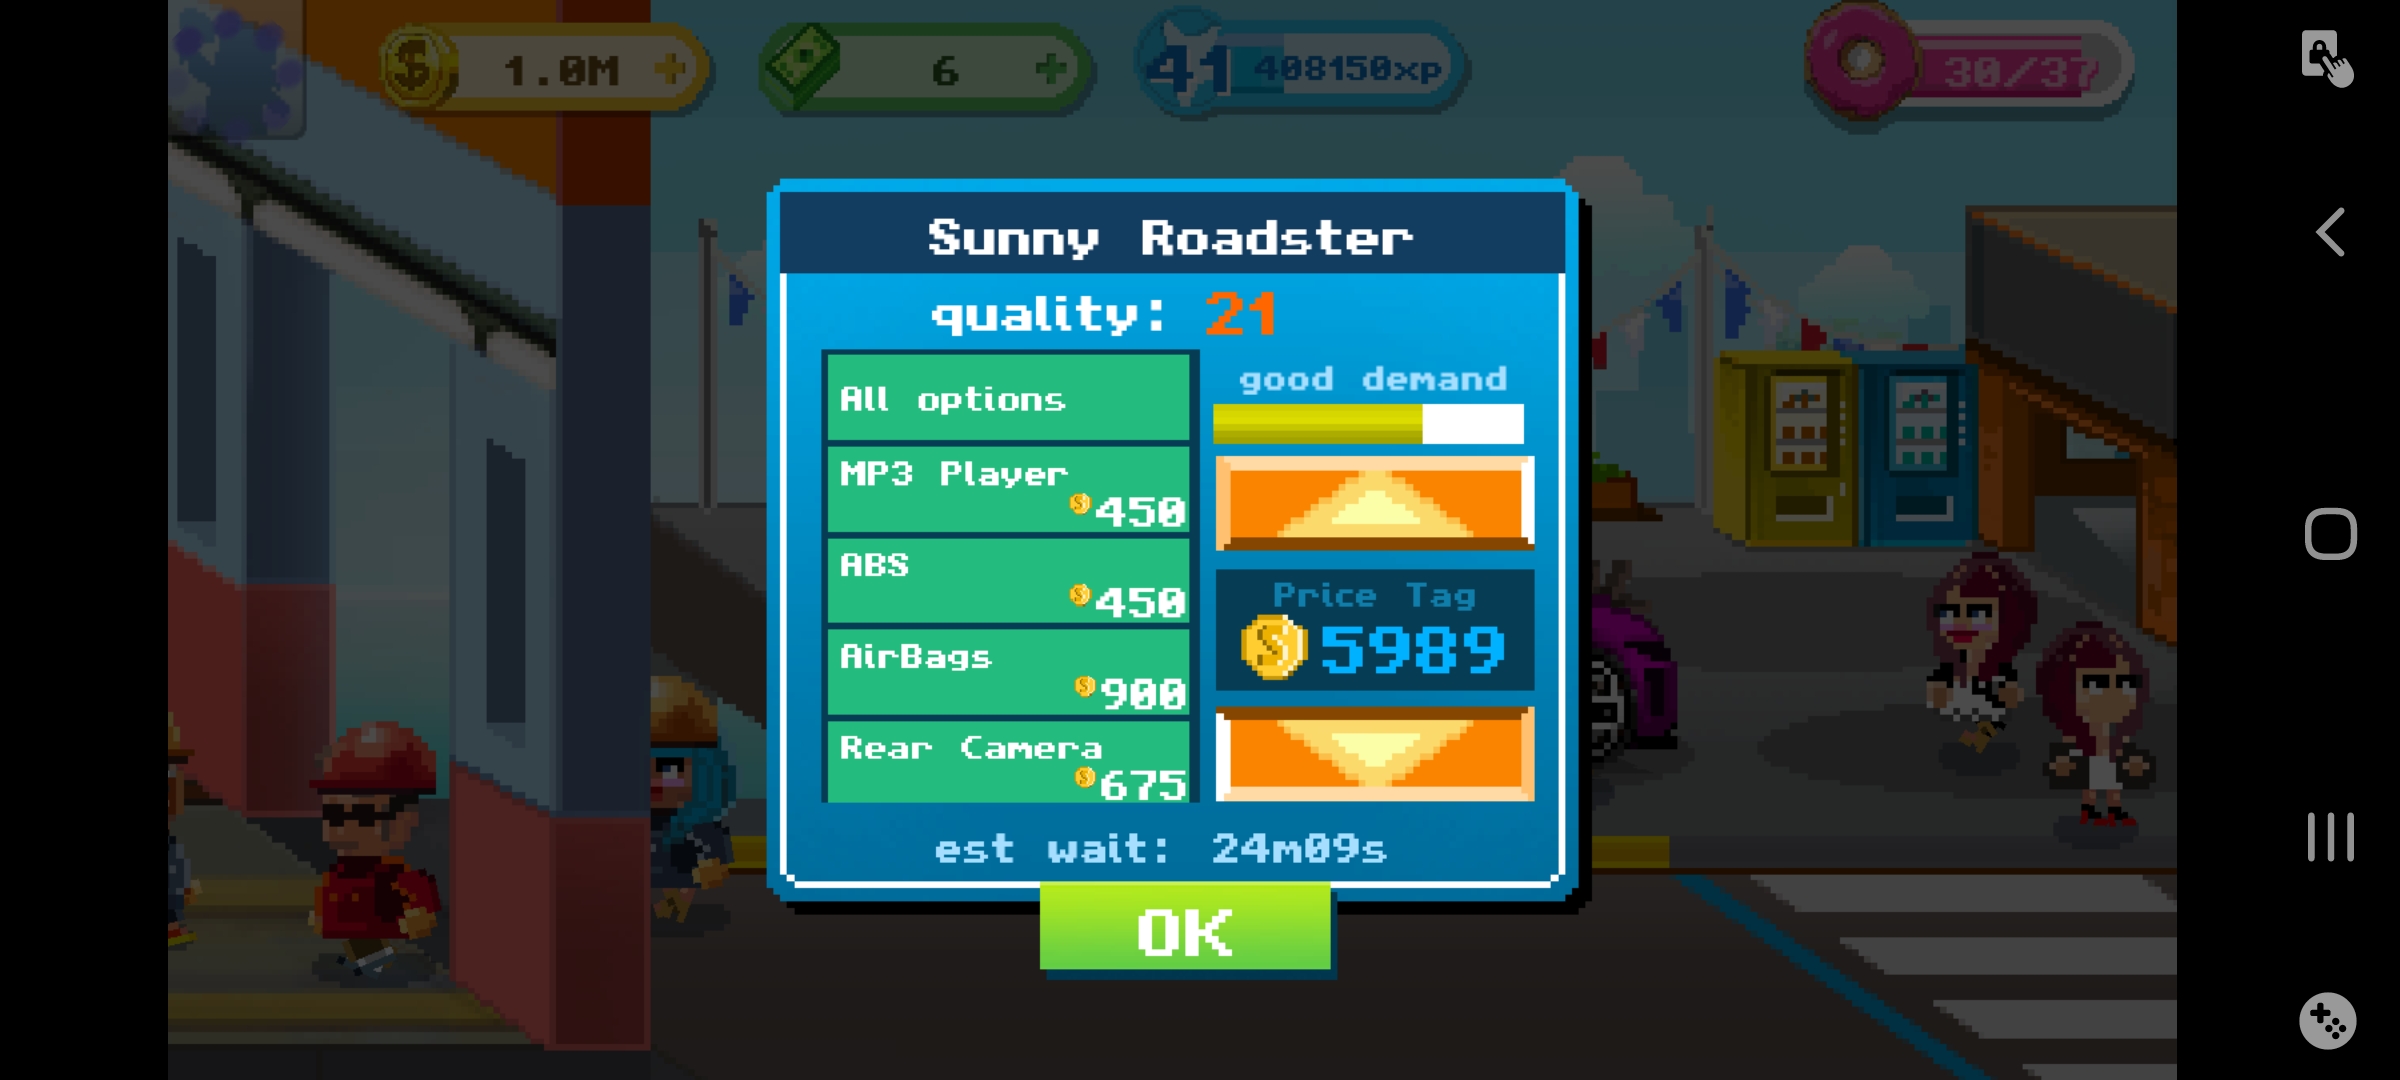 1.0M
6
41 408150xp
30/37
Sunny Roadster
quality: 21
All options
good demand
MP3 Player
450
ABS
450
Price Tag
5989
AirBags
900
Rear Camera
675
est wait: 24m09s
OK